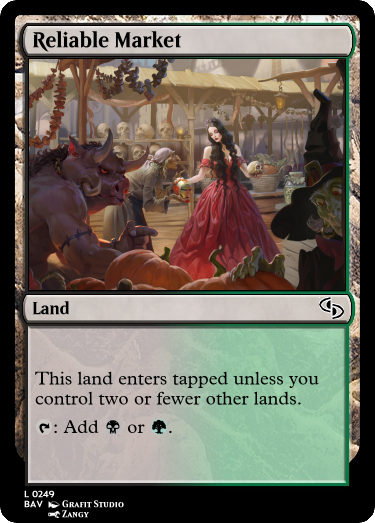 Reliable Market
Land
This land enters tapped unless you
control two or fewer other lands.
: Add or .
L 0249
BAV Grafit Studio
Zangy